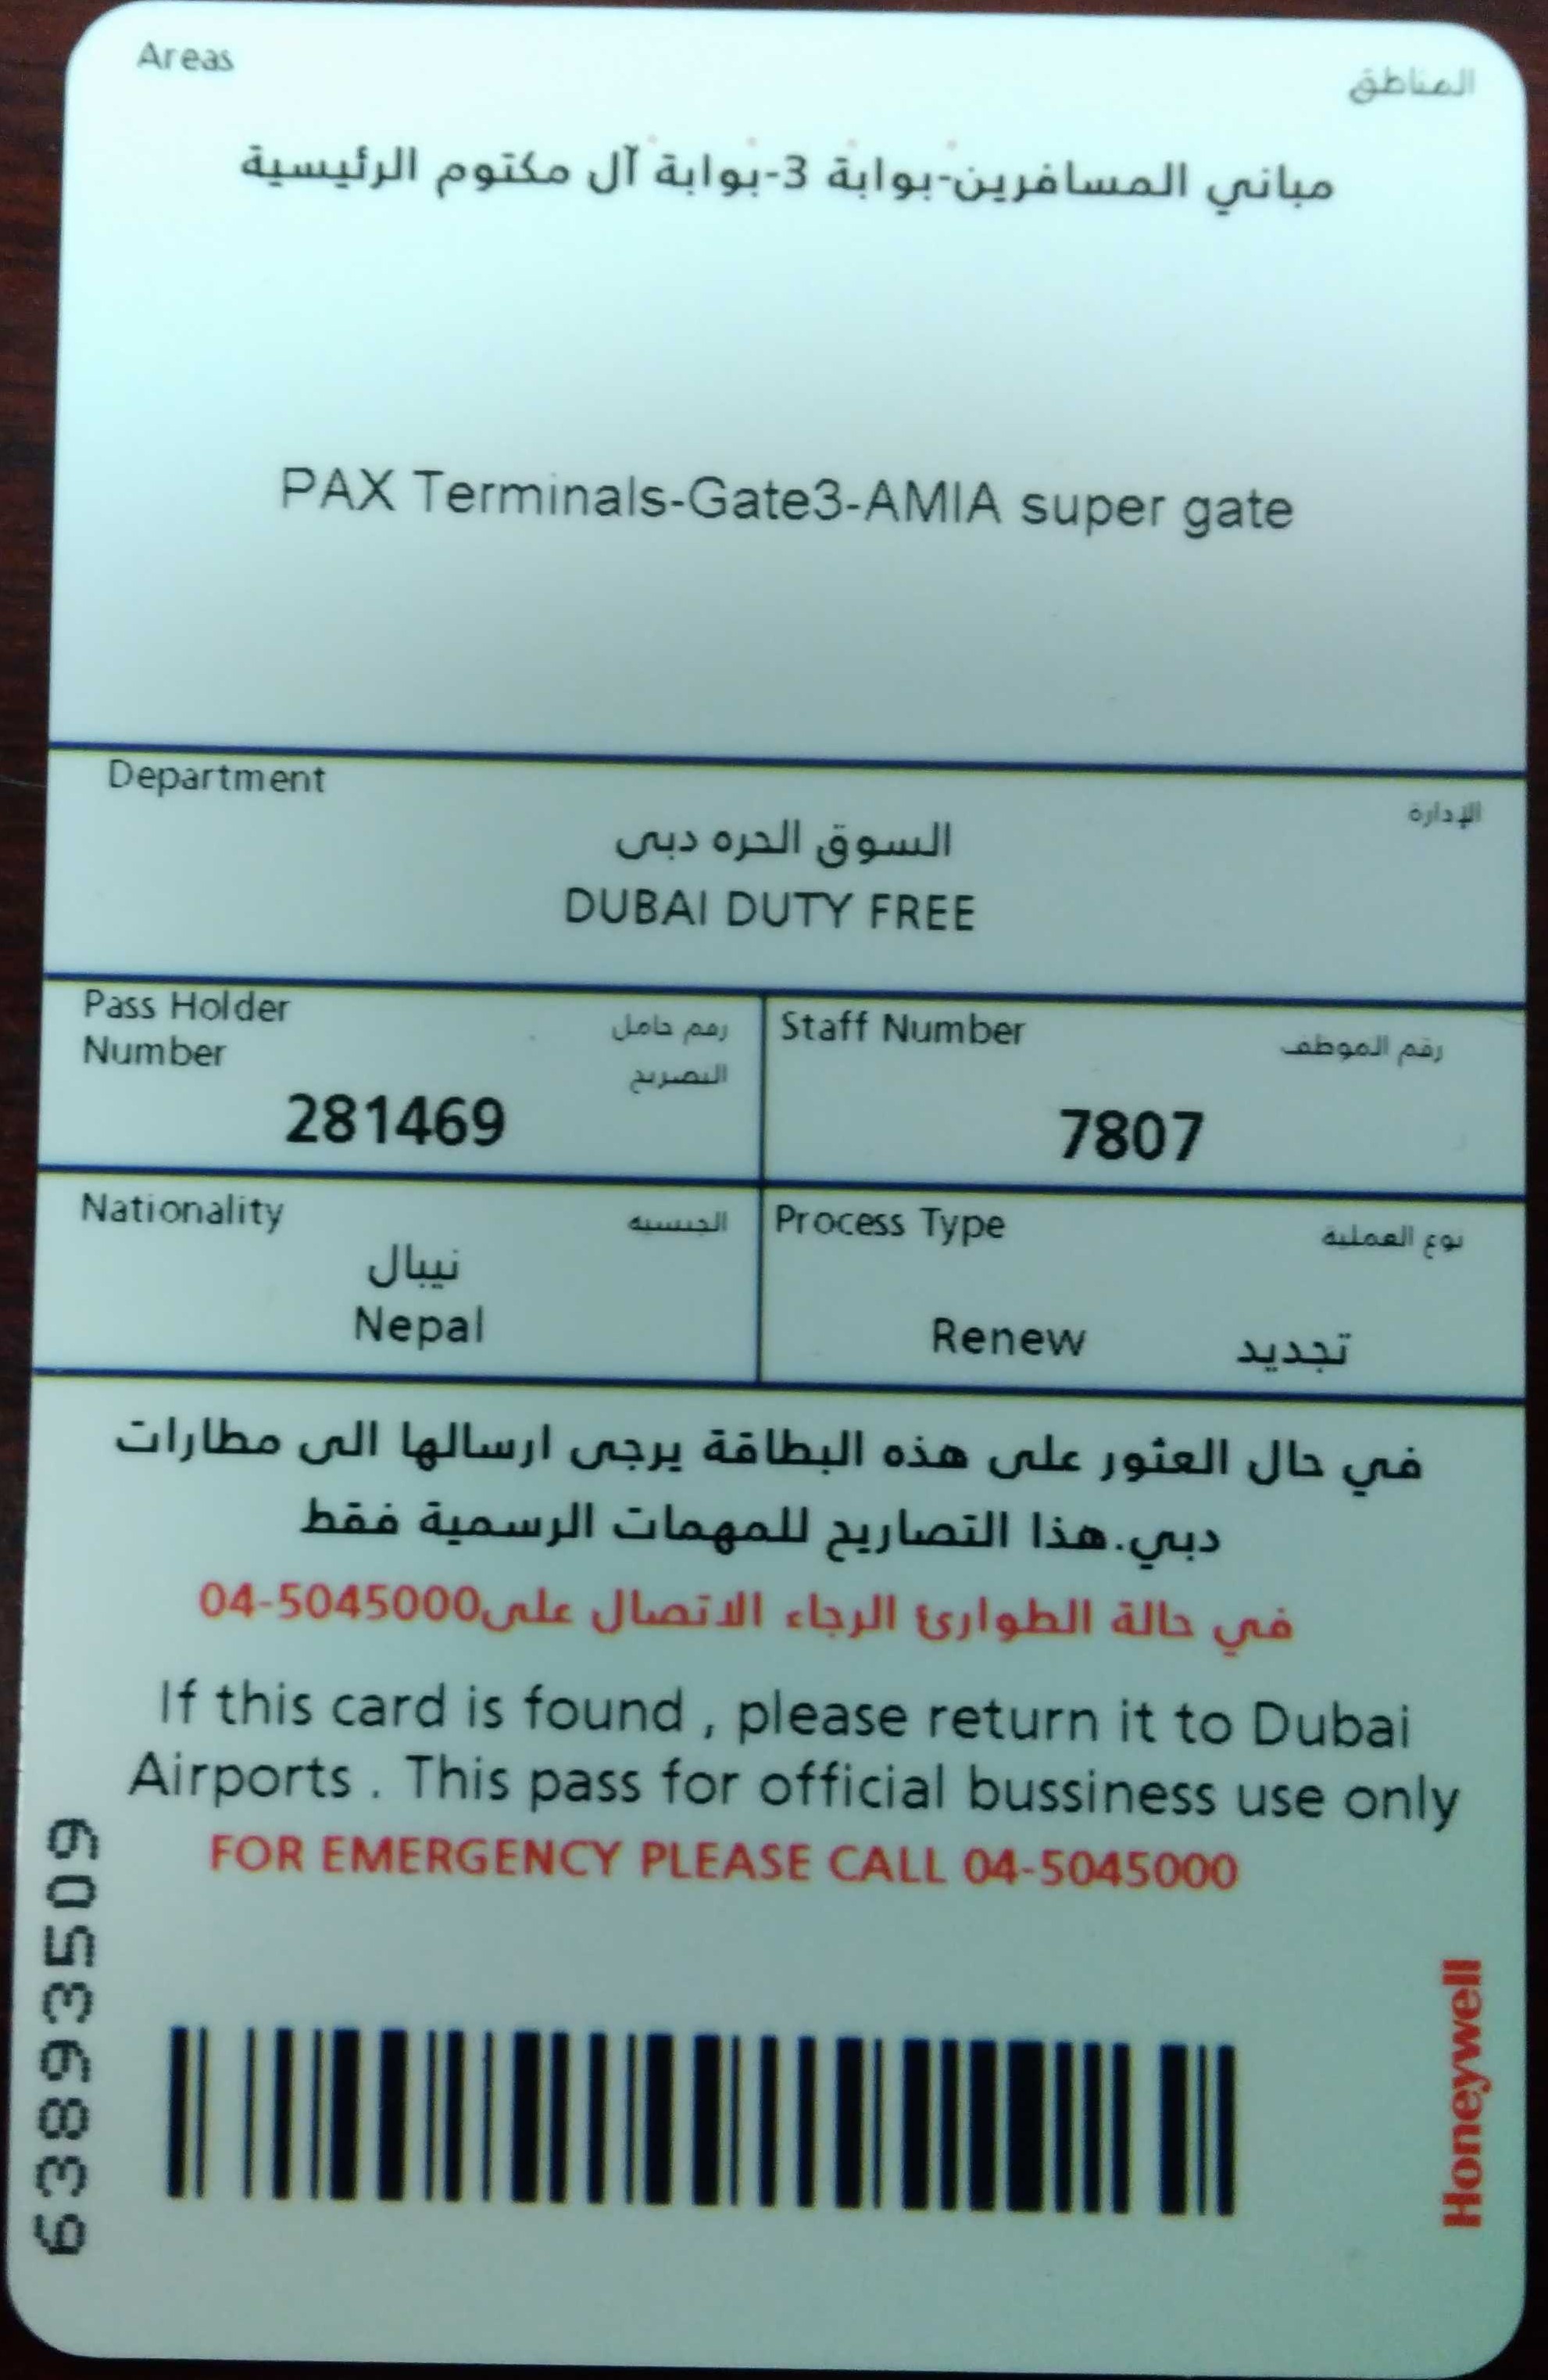 Areas
المناطق
مباني المسافرين-بوابة 3-بوابة آل مكتوم الرئيسية
PAX Terminals-Gate3-AMIA super gate
Department
الإدارة
السوق الحره دبى
DUBAI DUTY FREE
Pass Holder
Number
رقم حامل
التصريح
281469
Staff Number
رقم الموظف
7807
Nationality
الجنسية
نيبال
Nepal
Process Type
نوع العملية
Renew تجديد
في حال العثور على هذه البطاقة يرجى ارسالها الى مطارات
دبي.هذا التصاريح للمهمات الرسمية فقط
في حالة الطوارئ الرجاء الاتصال على04-5045000
If this card is found , please return it to Dubai
Airports . This pass for official bussiness use only
FOR EMERGENCY PLEASE CALL 04-5045000
6389350​9
Honeywell